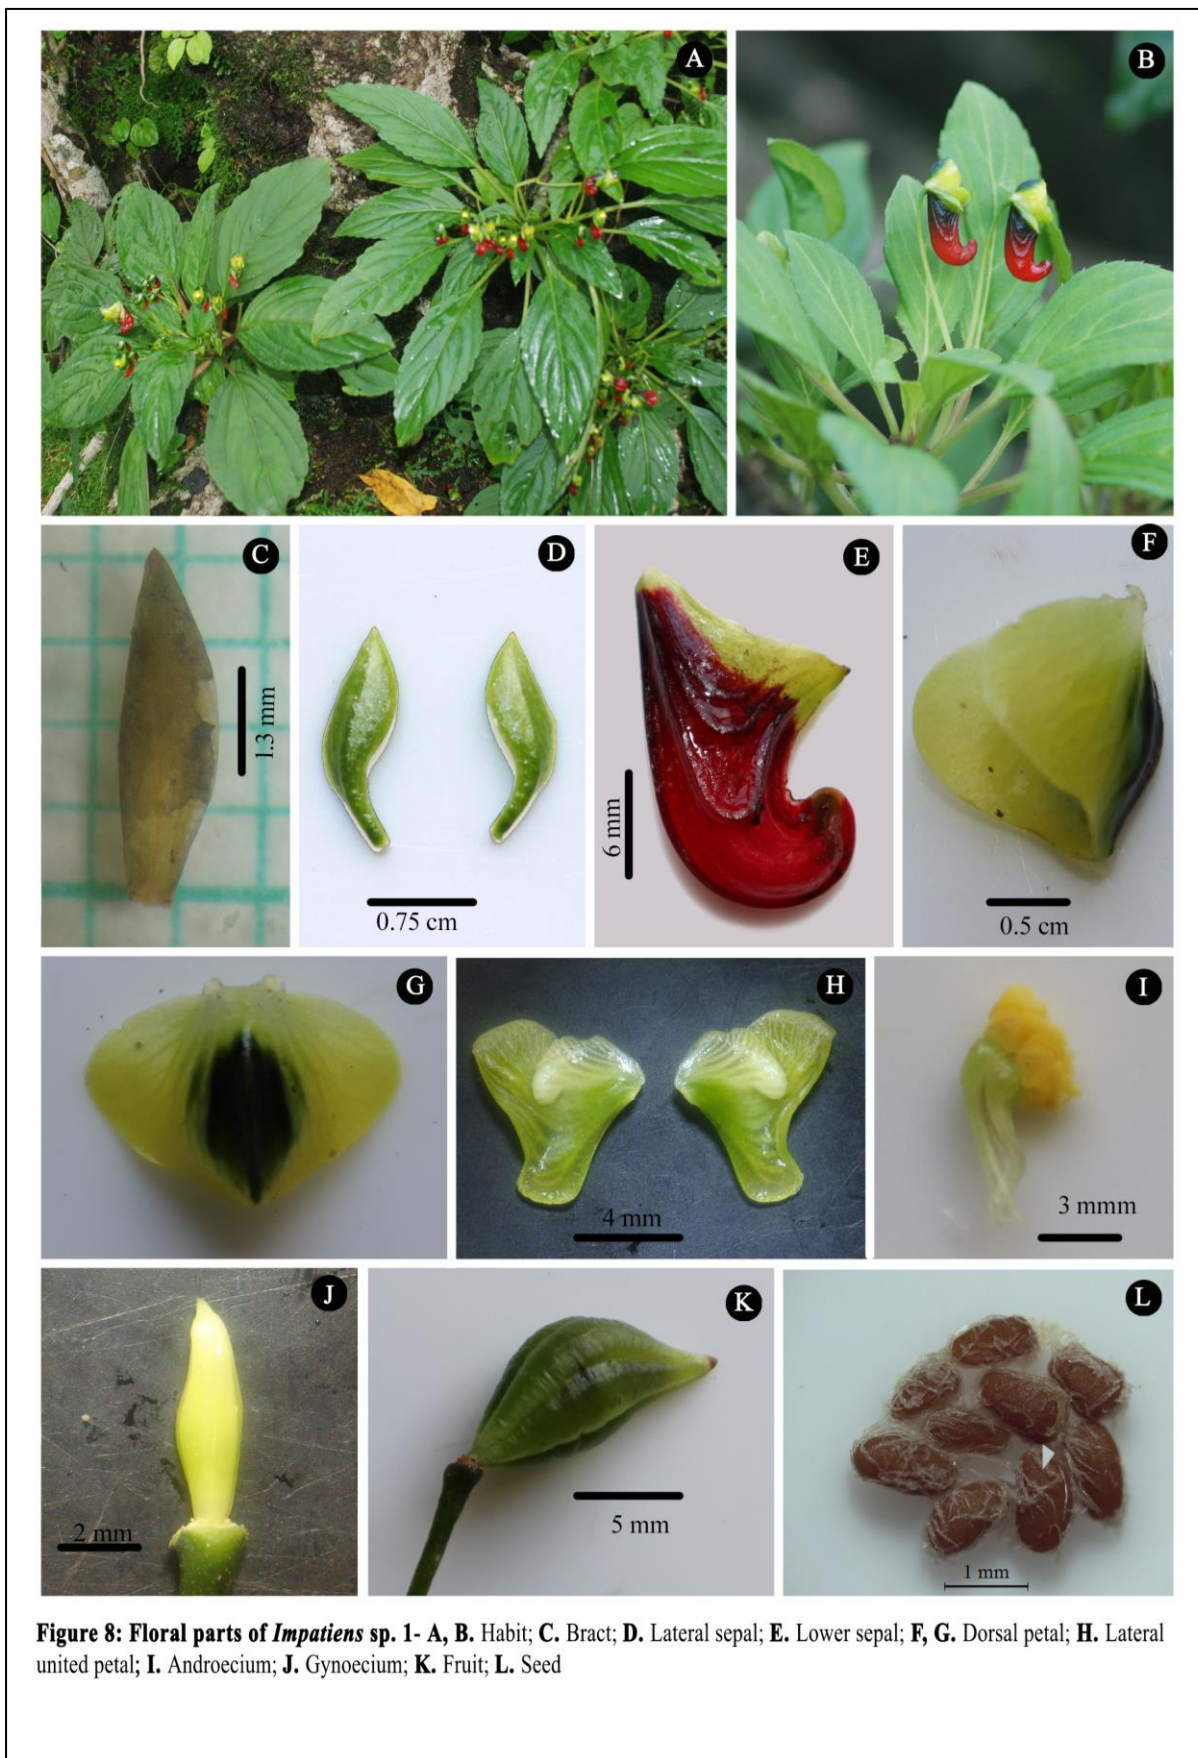 A
B
C
1.3 mm
D
0.75 cm
E
6 mm
F
0.5 cm
G
H
4 mm
I
3 mmm
J
2 mm
K
5 mm
L
1 mm
Figure 8: Floral parts of Impatiens sp. 1- A, B. Habit; C. Bract; D. Lateral sepal; E. Lower sepal; F, G. Dorsal petal; H. Lateral
united petal; I. Androecium; J. Gynoecium; K. Fruit; L. Seed